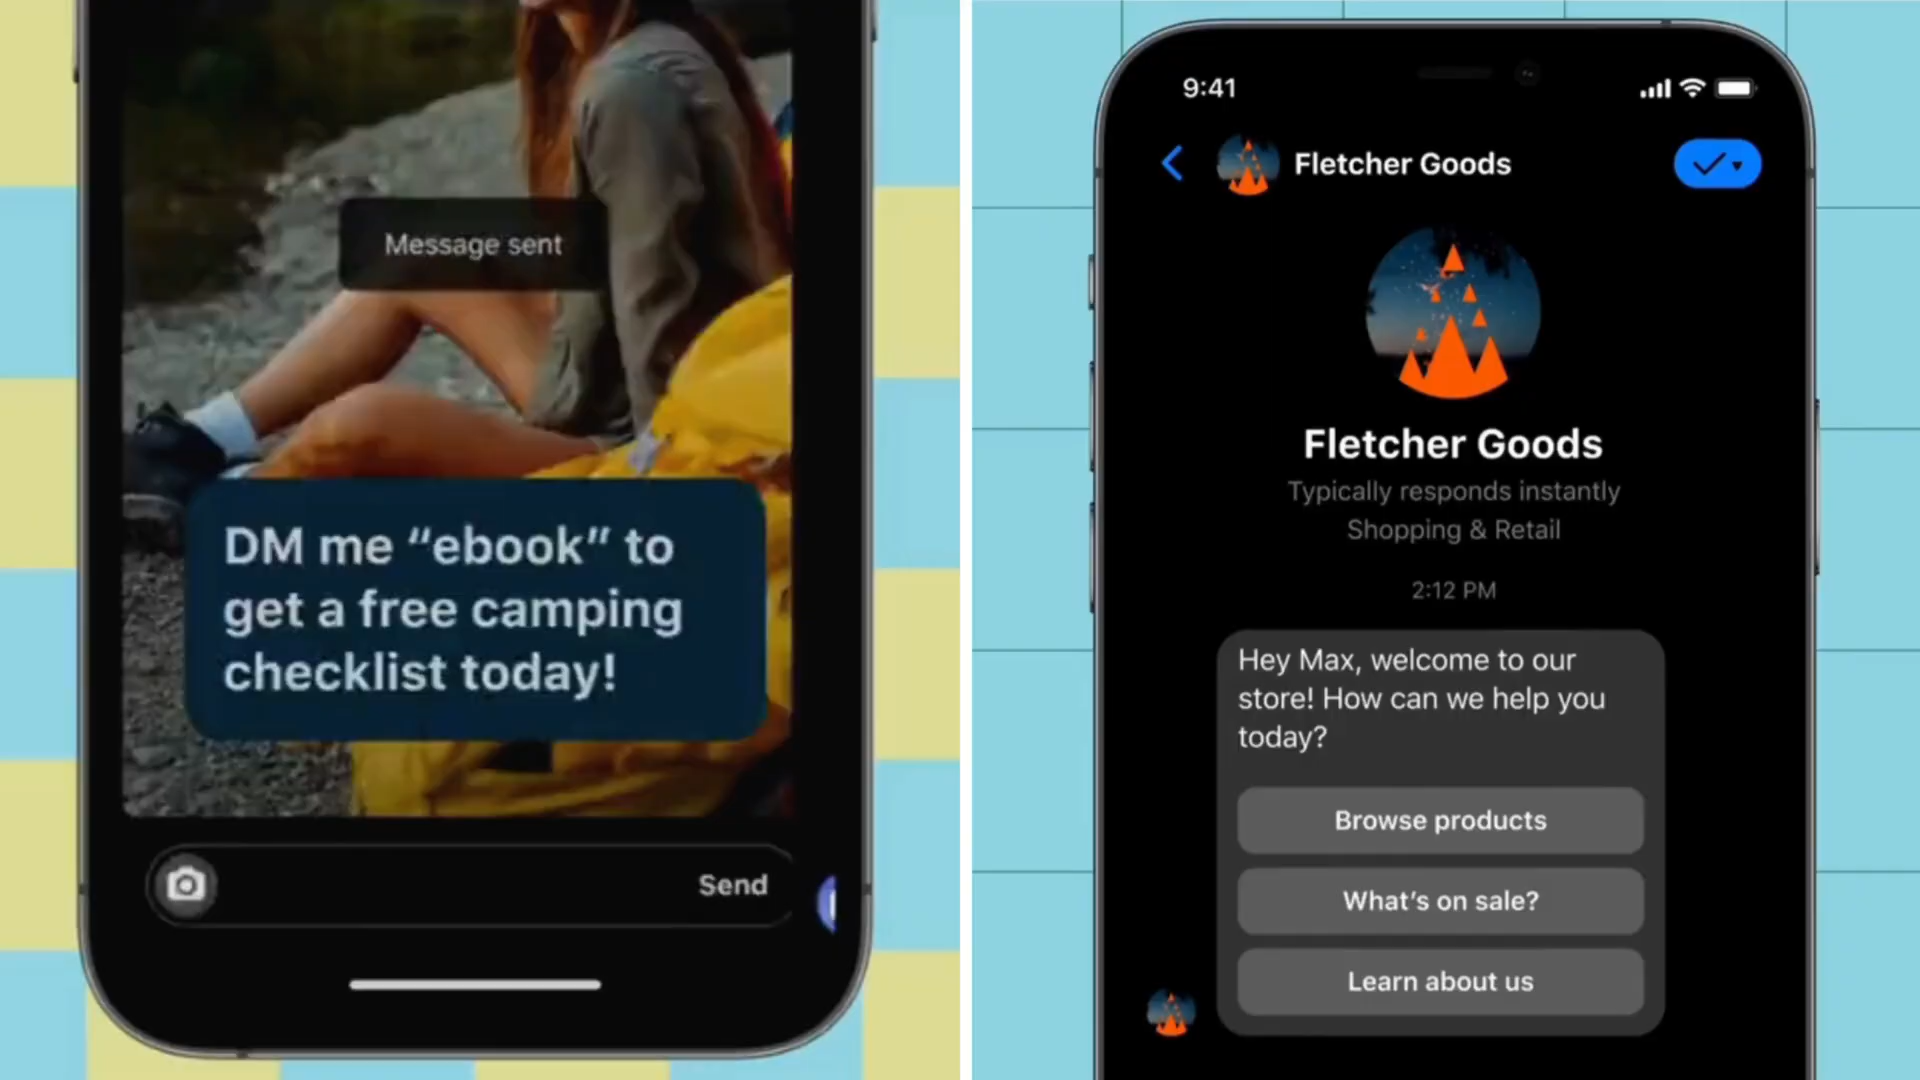 Message sent
DM me “ebook” to
get a free camping
checklist today!
Send
9:41
Fletcher Goods
Fletcher Goods
Typically responds instantly
Shopping & Retail
2:12 PM
Hey Max, welcome to our
store! How can we help you
today?
Browse products
What's on sale?
Learn about us